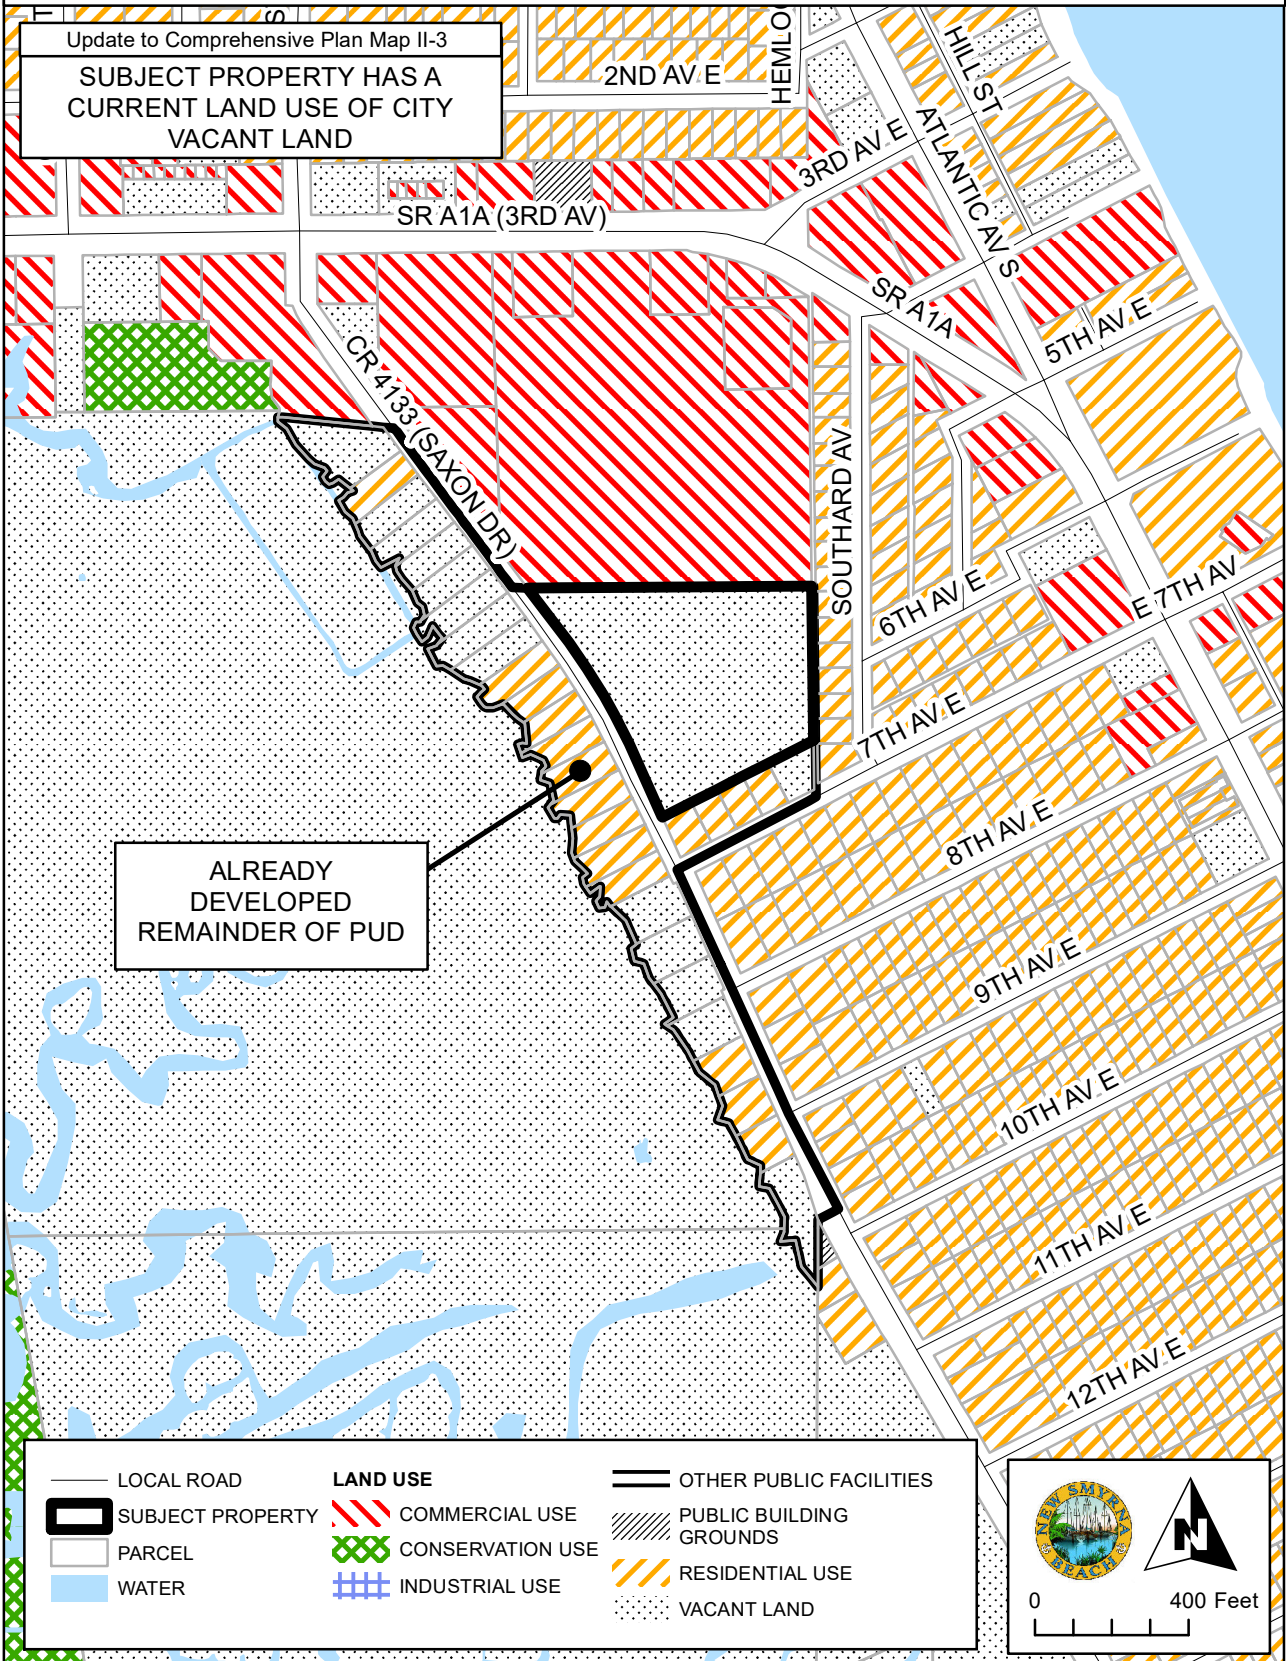 Update to Comprehensive Plan Map II-3
SUBJECT PROPERTY HAS A
CURRENT LAND USE OF CITY
VACANT LAND
S
HEMLOC
HILL ST
2ND AV E
3RD AV E
ATLANTIC AV S
SR A1A (3RD AV)
SR A1A
5TH AV E
CR 4133 (SAXON DR)
SOUTHARD AV
6TH AV E
E 7TH AV
7TH AV E
8TH AV E
ALREADY
DEVELOPED
REMAINDER OF PUD
9TH AV E
10TH AV E
11TH AV E
12TH AV E
LOCAL ROAD
SUBJECT PROPERTY
PARCEL
WATER
LAND USE
COMMERCIAL USE
CONSERVATION USE
INDUSTRIAL USE
OTHER PUBLIC FACILITIES
PUBLIC BUILDING
GROUNDS
RESIDENTIAL USE
VACANT LAND
NEW SMYRNA
BEACH
N
0 400 Feet